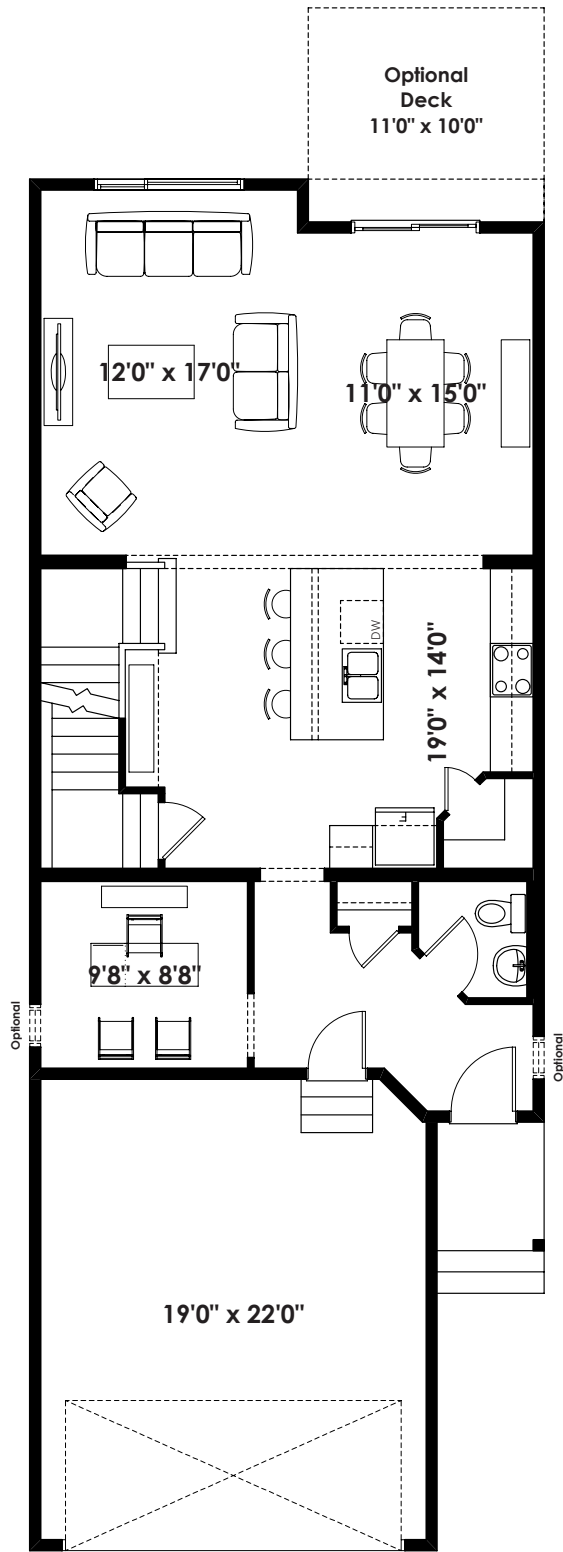 Optional
Deck
11'0" x 10'0"
12'0" x 17'0"
11'0" x 15'0"
DW
19'0" x 14'0"
F
9'8" x 8'8"
Optional
Optional
19'0" x 22'0"